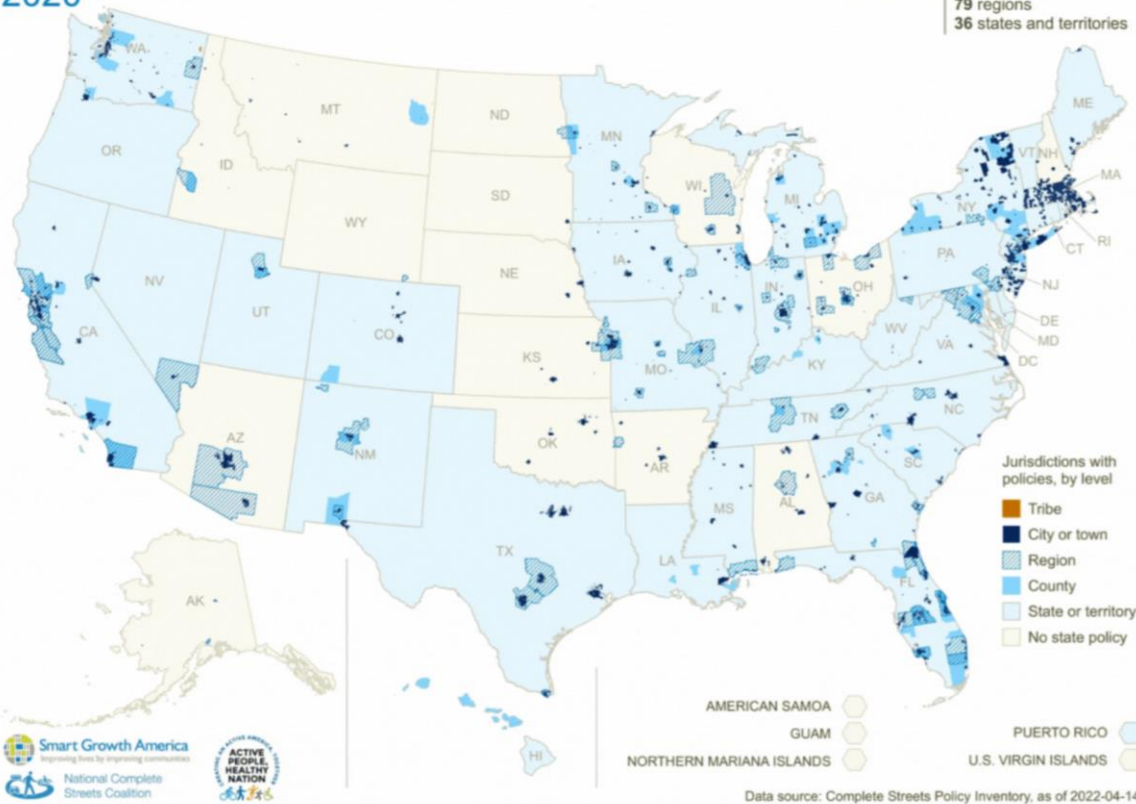 2020
79 regions
36 states and territories
WA
MT
ND
MN
ME
OR
ID
SD
WI
MI
VT
NH
MA
WY
NY
RI
CT
NE
IA
PA
NV
UT
IL
IN
OH
NJ
CA
CO
KS
MO
WV
VA
KY
DE
MD
DC
AZ
NM
OK
AR
TN
NC
SC
MS
AL
GA
TX
LA
FL
AK
HI
Jurisdictions with
policies, by level
Tribe
City or town
Region
County
State or territory
No state policy
AMERICAN SAMOA
GUAM
NORTHERN MARIANA ISLANDS
PUERTO RICO
U.S. VIRGIN ISLANDS
Smart Growth America
Improving lives by improving communities
National Complete
Streets Coalition
ACTIVE
PEOPLE,
HEALTHY
NATION
Data source: Complete Streets Policy Inventory, as of 2022-04-14